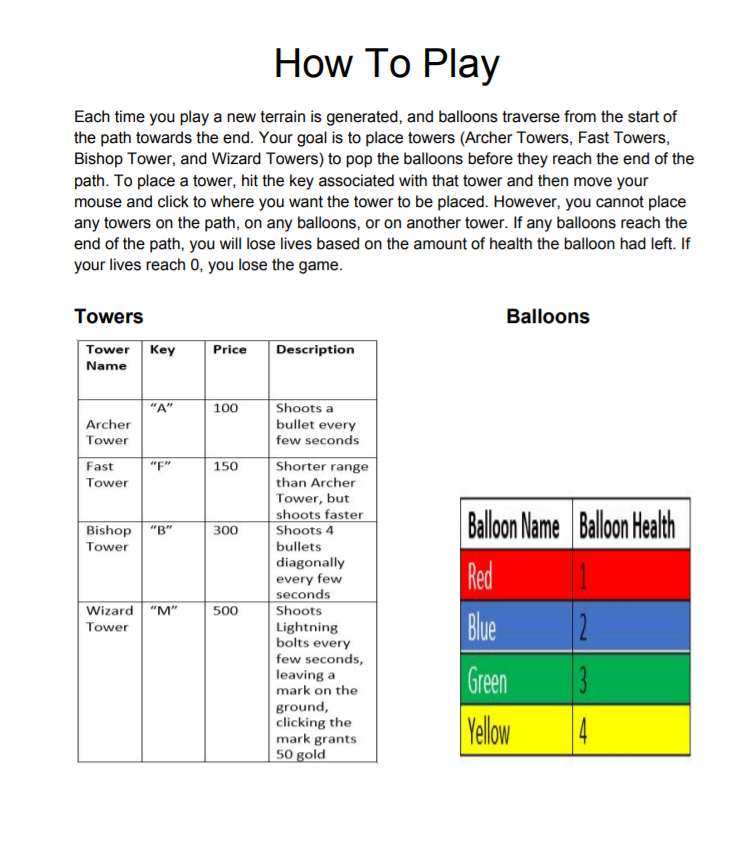 How To Play
Each time you play a new terrain is generated, and balloons traverse from the start of
the path towards the end. Your goal is to place towers (Archer Towers, Fast Towers,
Bishop Tower, and Wizard Towers) to pop the balloons before they reach the end of the
path. To place a tower, hit the key associated with that tower and then move your
mouse and click to where you want the tower to be placed. However, you cannot place
any towers on the path, on any balloons, or on another tower. If any balloons reach the
end of the path, you will lose lives based on the amount of health the balloon had left. If
your lives reach 0, you lose the game.
Towers
Tower Key Price Description
Name
"A" 100 Shoots a
Archer bullet every
Tower few seconds
Fast "F" 150 Shorter range
Tower than Archer
Tower, but
shoots faster
Bishop "B" 300 Shoots 4
Tower bullets
diagonally
every few
seconds
Wizard "M" 500 Shoots
Tower Lightning
bolts every
few seconds,
leaving a
mark on the
ground,
clicking the
mark grants
50 gold
Balloons
Balloon Name Balloon Health
Red 1
Blue 2
Green 3
Yellow 4